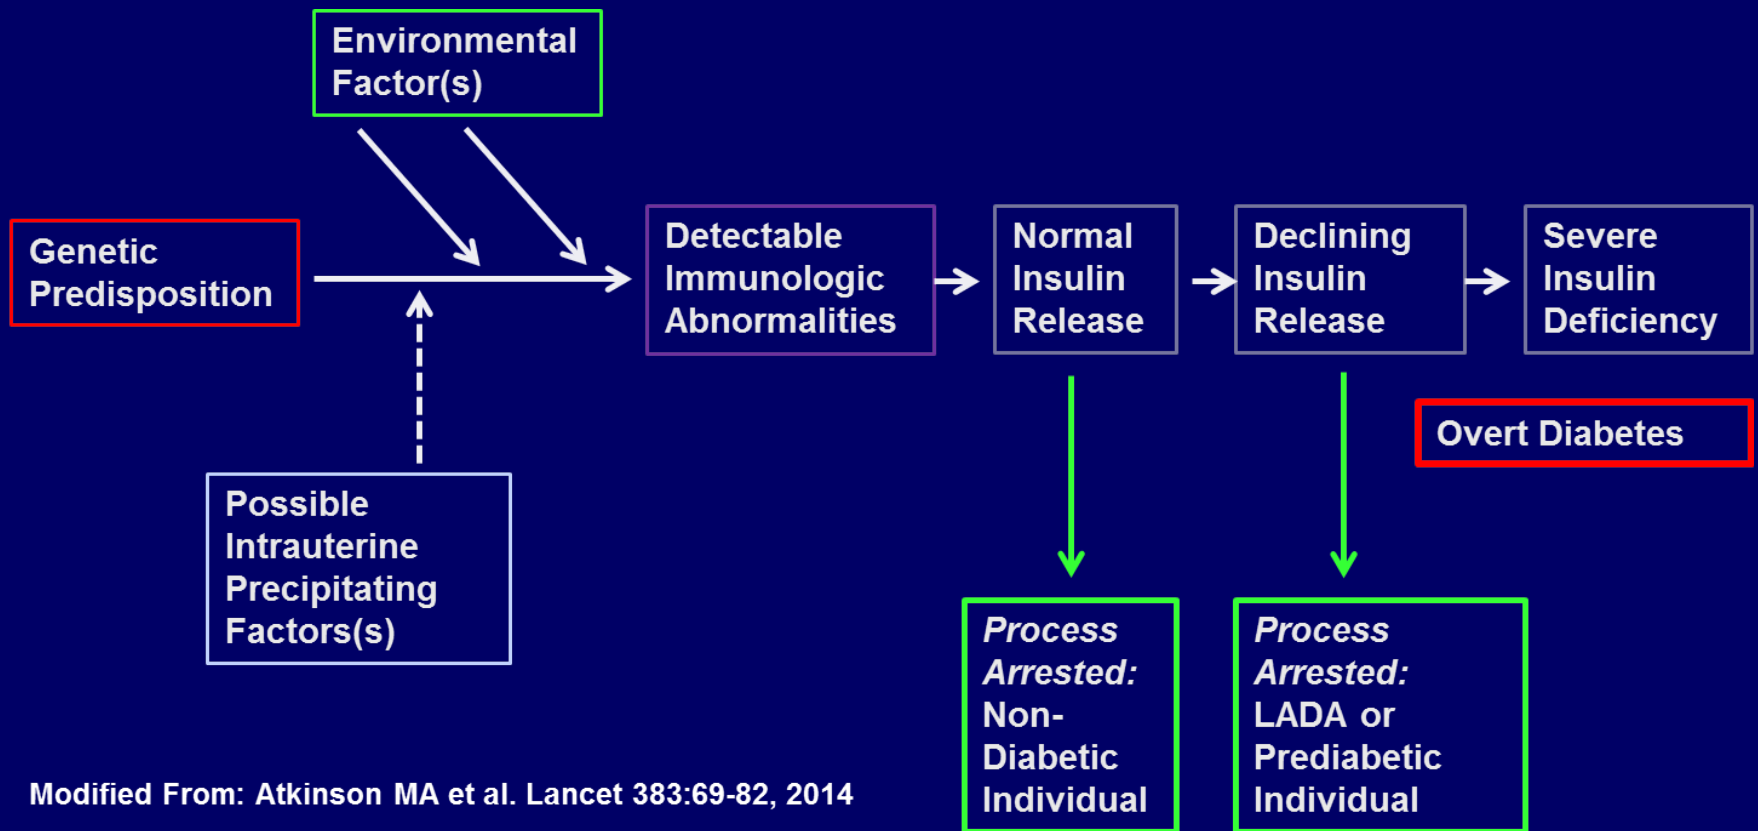 Environmental
Factor(s)
Genetic
Predisposition
Detectable
Immunologic
Abnormalities
Normal
Insulin
Release
Declining
Insulin
Release
Severe
Insulin
Deficiency
Overt Diabetes
Possible
Intrauterine
Precipitating
Factors(s)
Process
Arrested:
Non-
Diabetic
Individual
Process
Arrested:
LADA or
Prediabetic
Individual
Modified From: Atkinson MA et al. Lancet 383:69-82, 2014